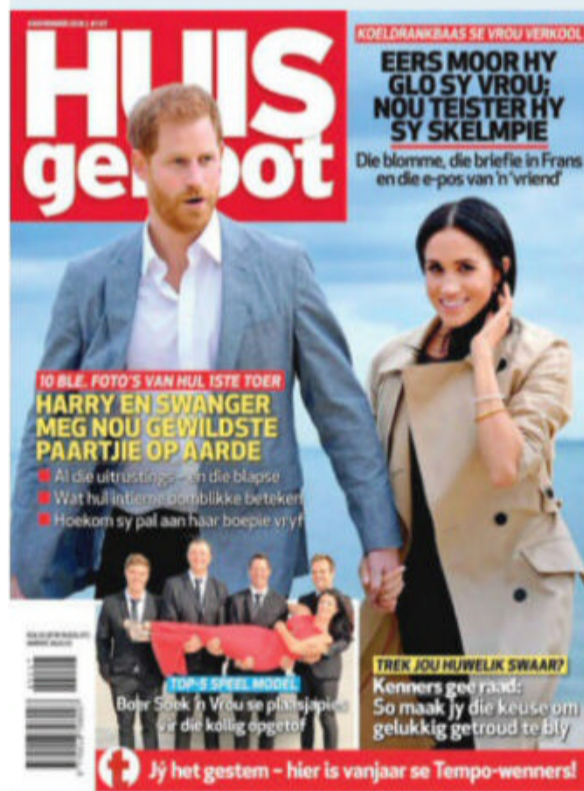 HUIS
genoot
KOELDRANKBAAS SE VROU VERKOOL
EERS MOOR HY
GLO SY VROU;
NOU TEISTER HY
SY SKELMPIE
Die blomme, die briefie in Frans
en die e-pos van 'n 'vriend'
10 BLE. FOTO'S VAN HUL 1STE TOER
HARRY EN SWANGER
MEG NOU GEWILDSTE
PAARTJIE OP AARDE
Al die uitrustings – en die blapse
Wat hul intieme oomblikke beteken
Hoekom sy pal aan haar boepie vryf
TOP-5 SPEEL MODEL
Boer Soek 'n Vrou se plaasjapies
vir die kollig opgetof
TREK JOU HUWELIK SWAAR?
Kenners gee raad:
So maak jy die keuse om
gelukkig getroud te bly
t Jý het gestem – hier is vanjaar se Tempo-wenners!